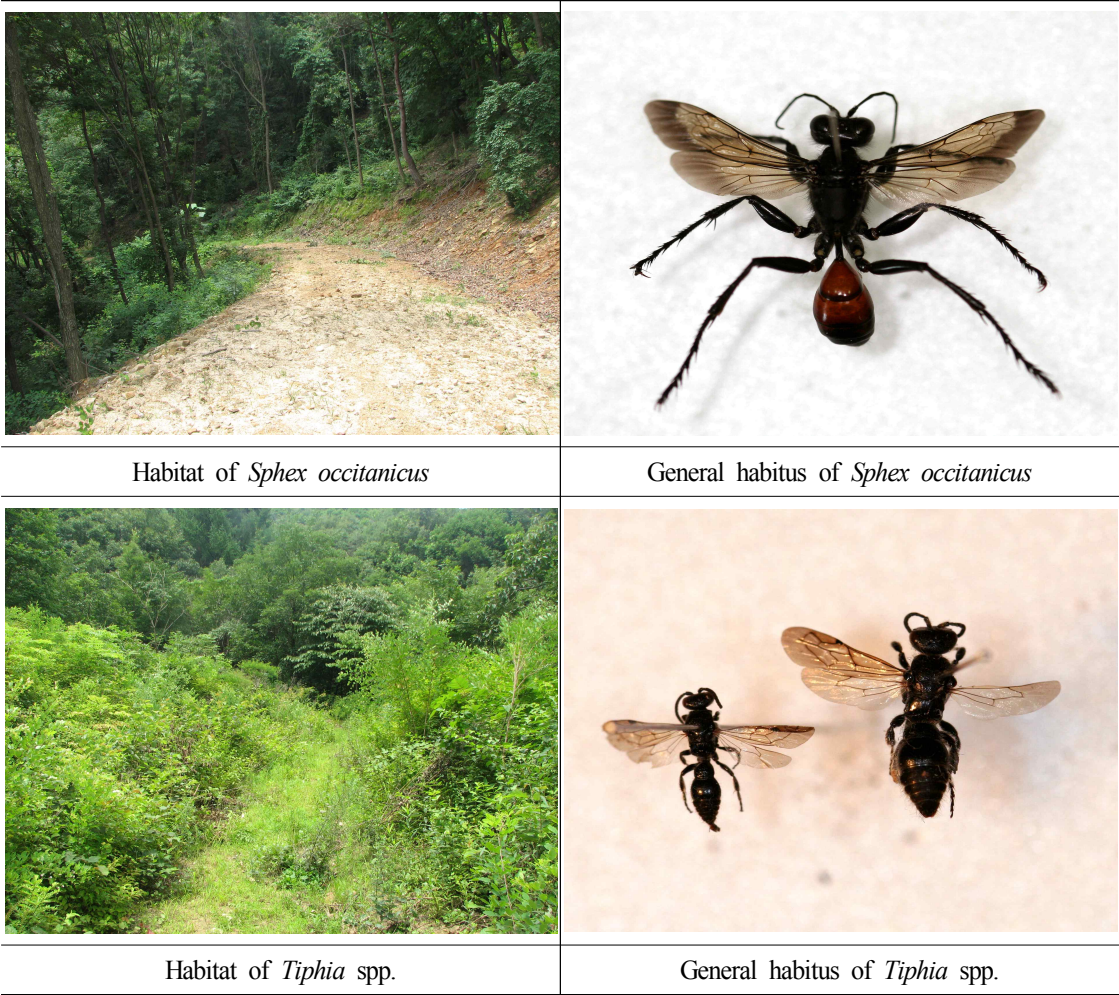 Habitat of Sphex occitanicus
General habitus of Sphex occitanicus
Habitat of Tiphia spp.
General habitus of Tiphia spp.